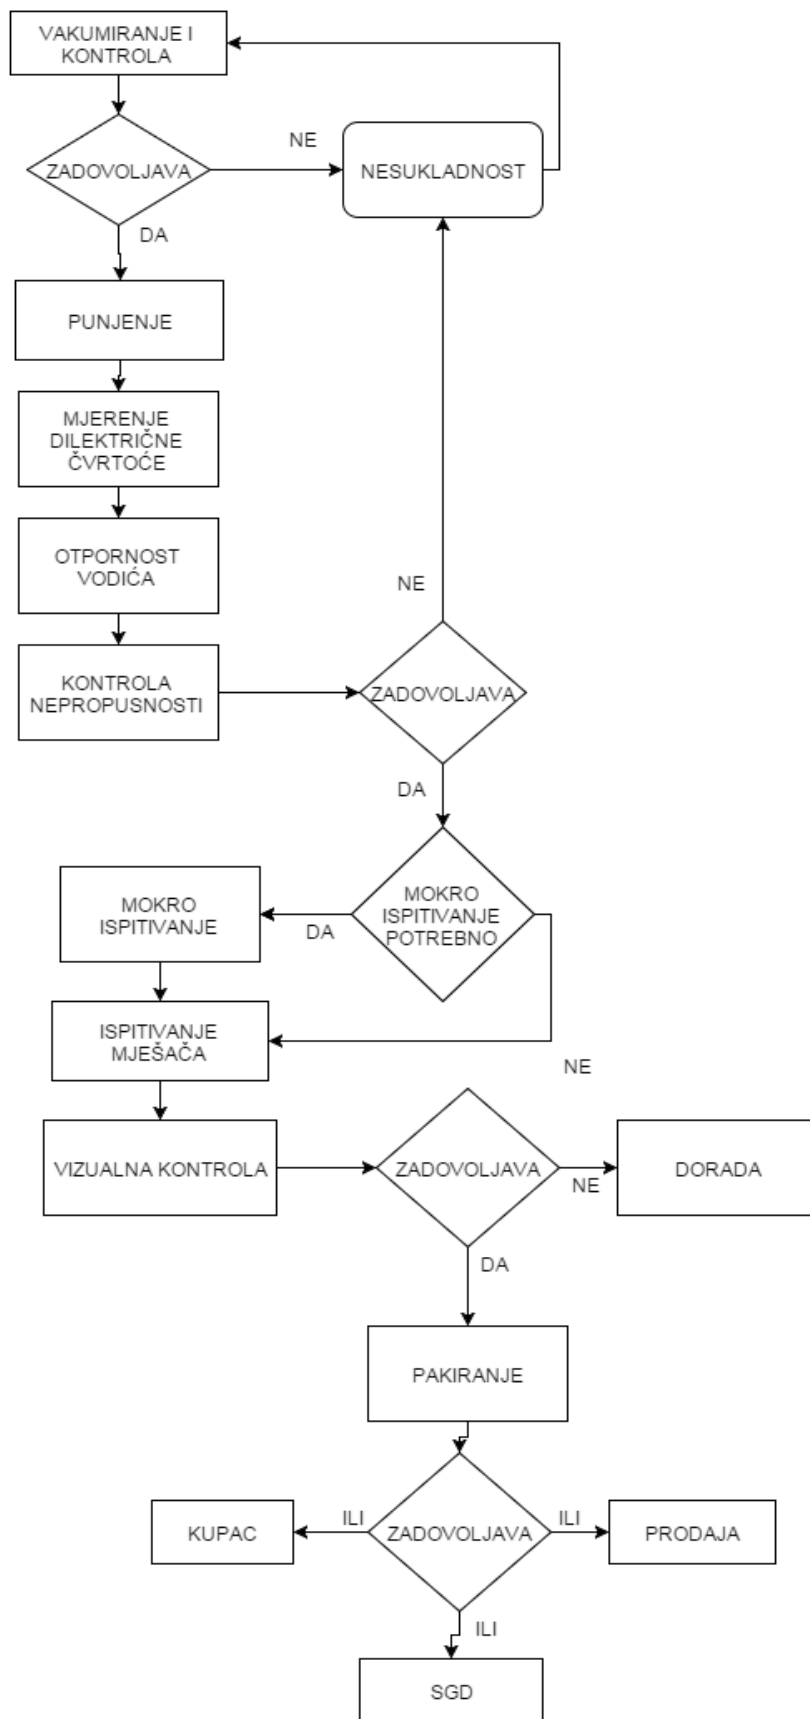 VAKUMIRANJE I
KONTROLA
NE
ZADOVOLJAVA
NESUKLADNOST
DA
PUNJENJE
MJERENJE
DILEKTRIČNE
ČVRTOĆE
OTPORNOST
VODIĆA
NE
KONTROLA
NEPROPUSNOSTI
ZADOVOLJAVA
DA
MOKRO
ISPITIVANJE
POTREBNO
DA
MOKRO
ISPITIVANJE
ISPITIVANJE
MJEŠAČA
NE
VIZUALNA KONTROLA
ZADOVOLJAVA
NE
DORADA
DA
PAKIRANJE
KUPAC
ILI
ZADOVOLJAVA
ILI
PRODAJA
ILI
SGD